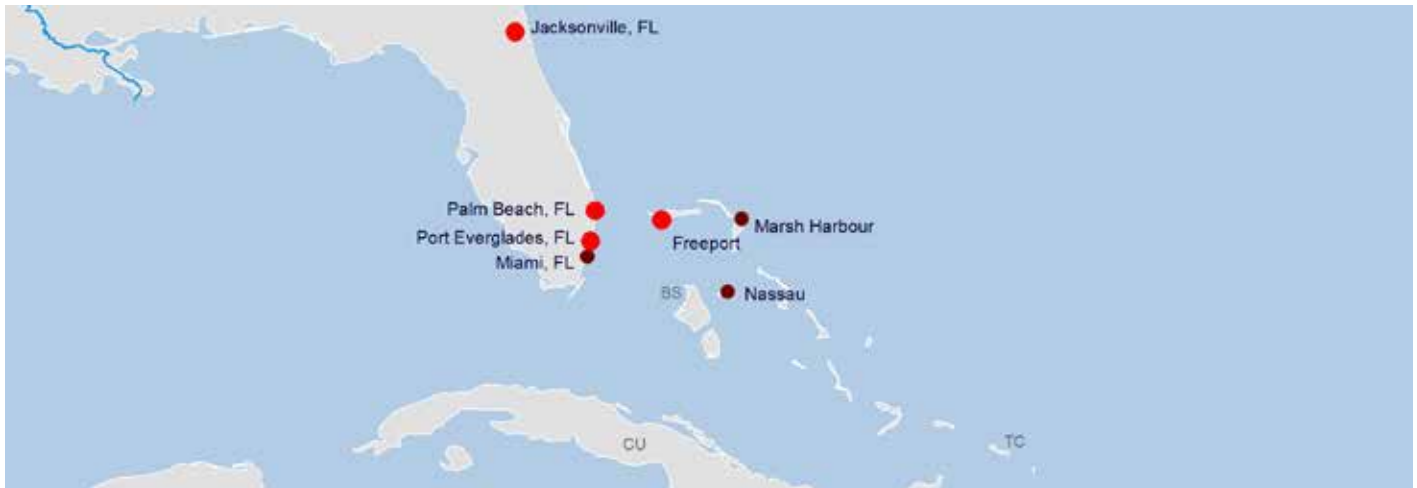 Jacksonville, FL
Palm Beach, FL
Port Everglades, FL
Miami, FL
Freeport
Marsh Harbour
BS
Nassau
CU
TC